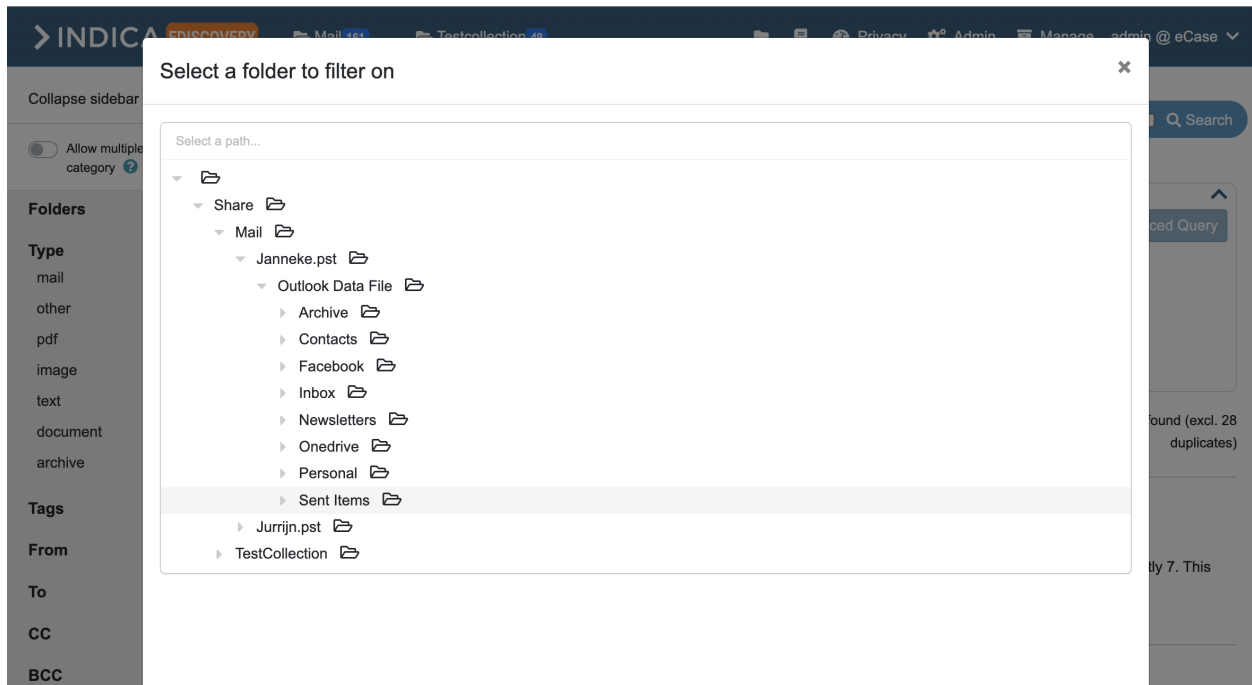 INDICA EDISCOVERY Mail 161 Testcollection 49 Privacy Admin Manage admin @ eCase
Select a folder to filter on
Collapse sidebar
Search
Allow multiple
category ?
Select a path...
Folders
Share
ced Query
Mail
Type
Janneke.pst
mail
Outlook Data File
other
Archive
pdf
Contacts
image
Facebook
text
Inbox
document
Newsletters
found (excl. 28
duplicates)
archive
Onedrive
Personal
Tags
Sent Items
From
Jurrijn.pst
TestCollection
tly 7. This
To
CC
BCC